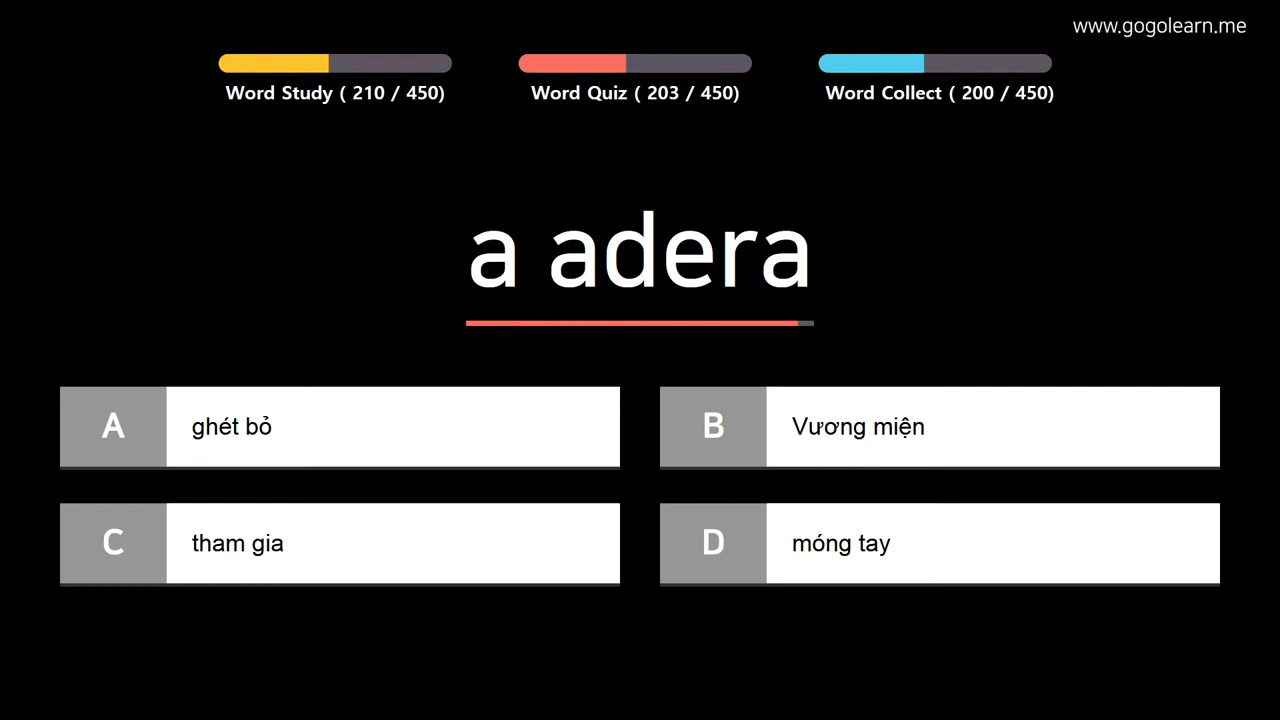 www.gogolearn.me
Word Study ( 210 / 450)
Word Quiz ( 203 / 450)
Word Collect ( 200 / 450)
a adera
A ghét bỏ
B Vương miện
C tham gia
D móng tay